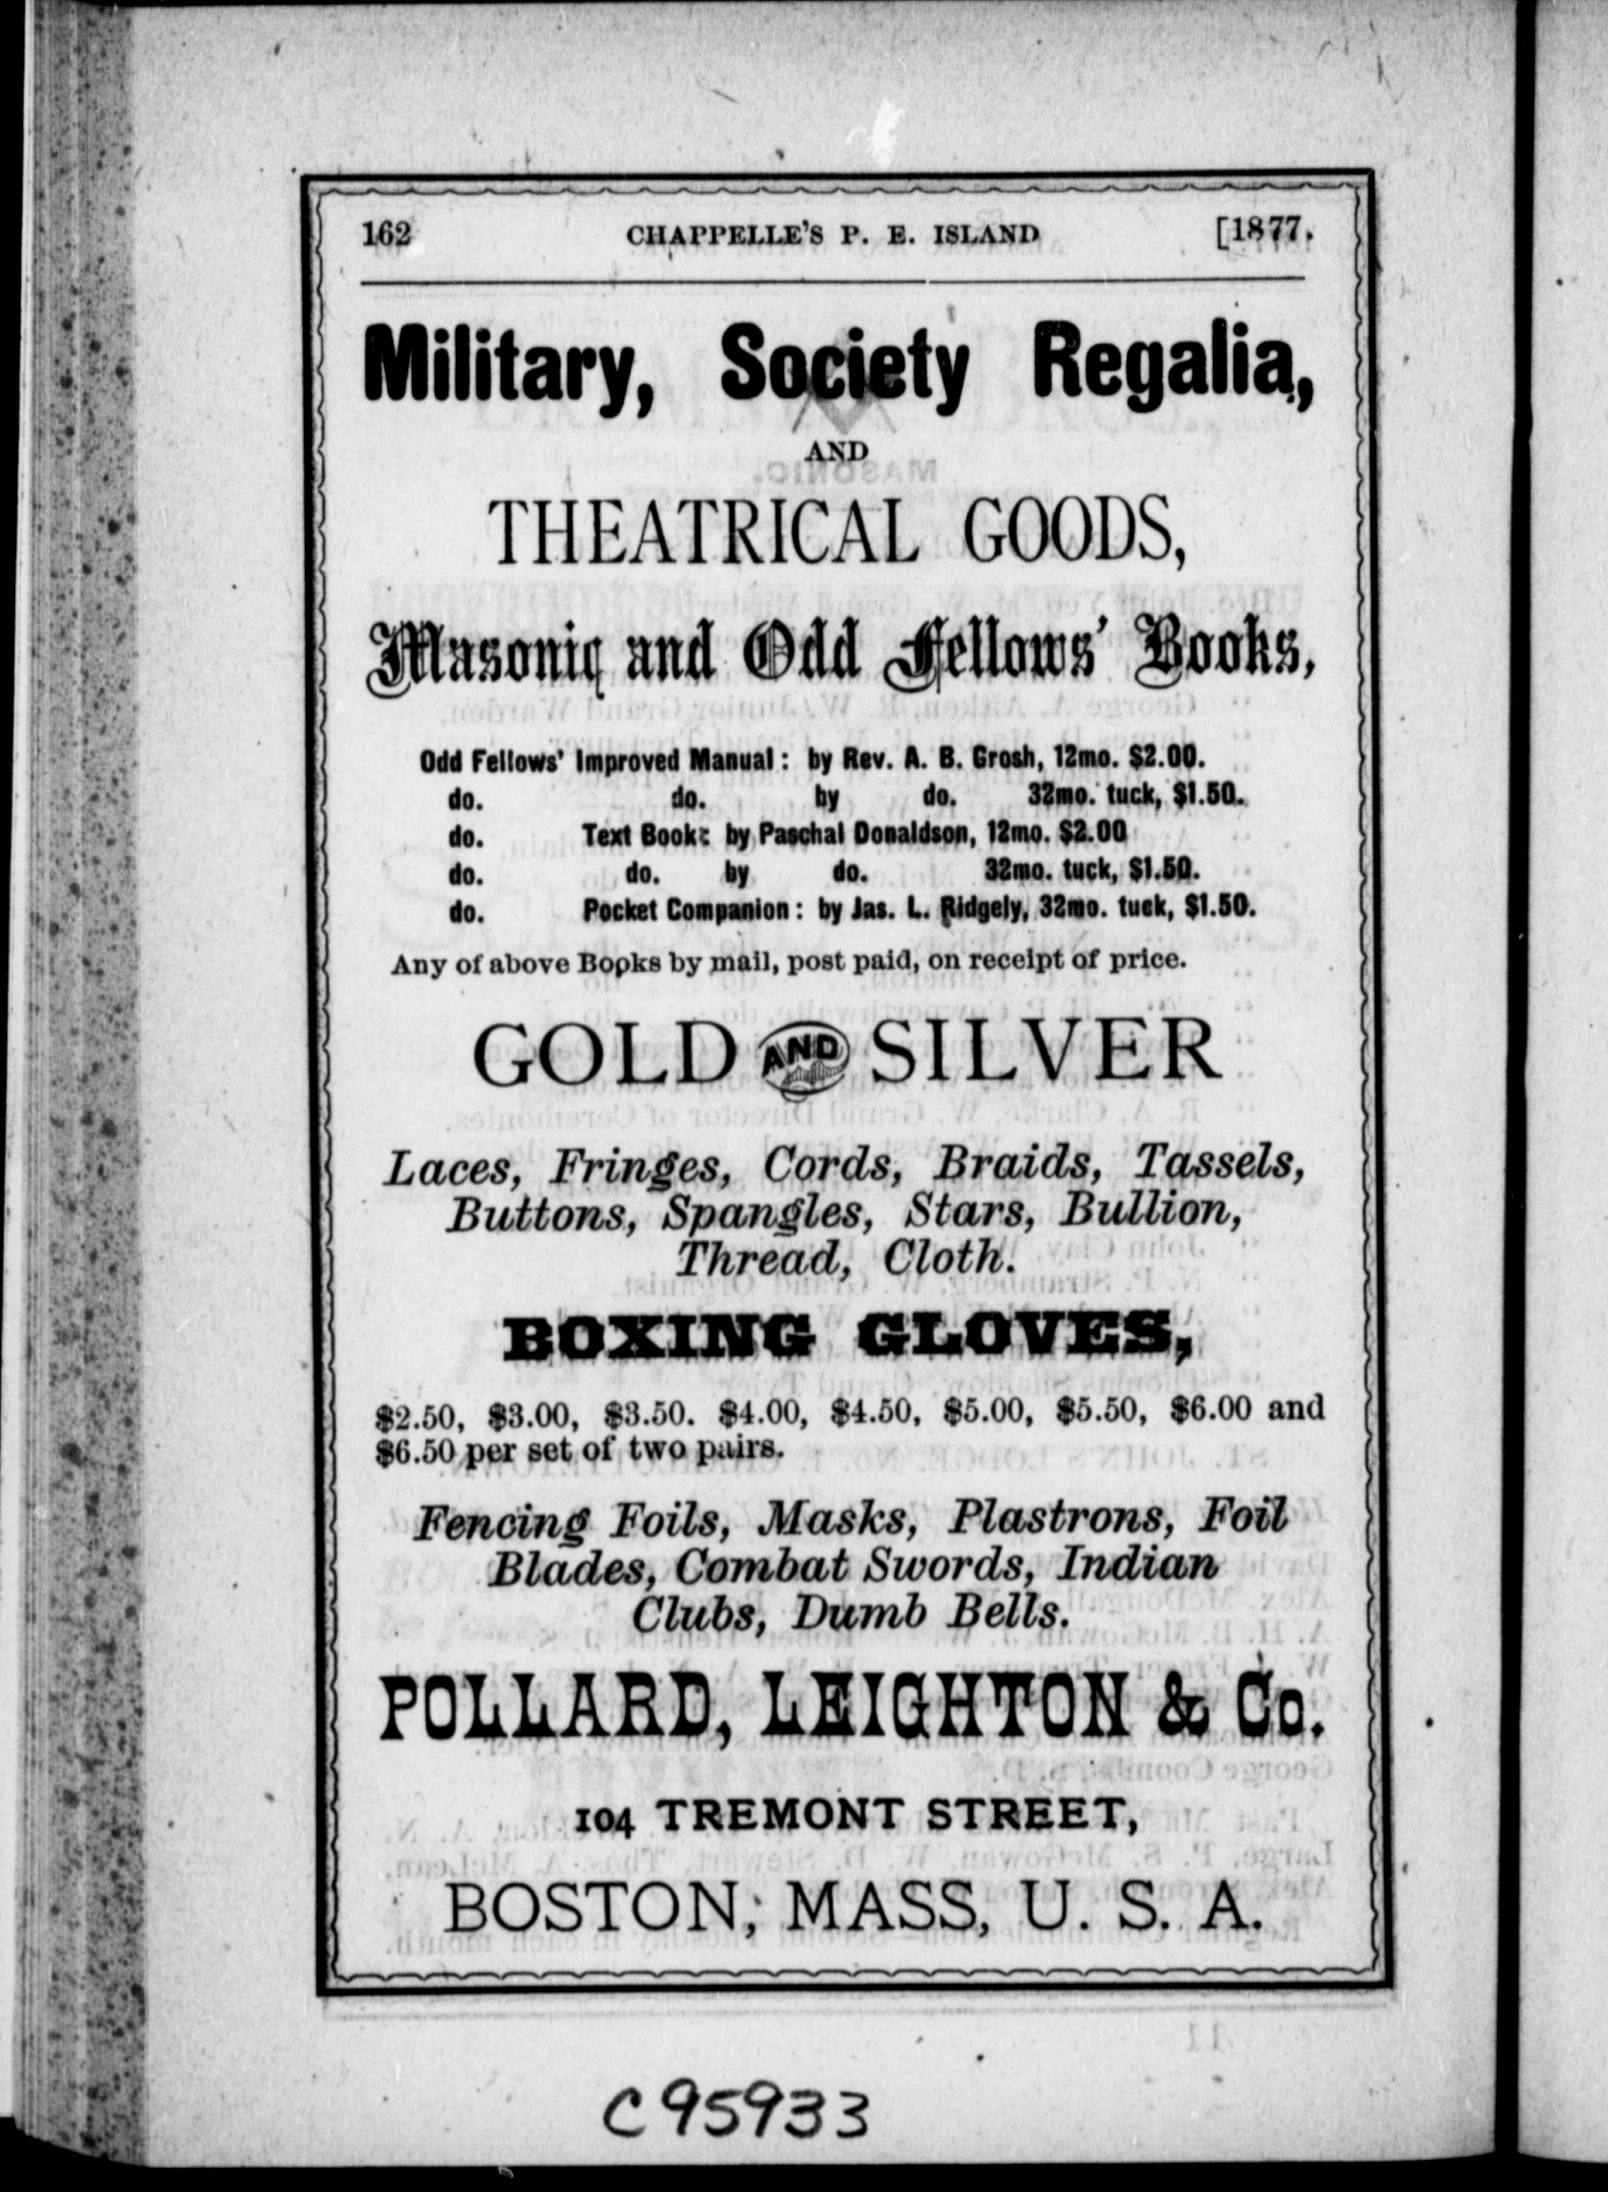 162 CHAPPELLE'S P. E. ISLAND [1877.
Military, Society Regalia,
AND
THEATRICAL GOODS,
Masonic and Odd Fellows' Books,
Odd Fellows' Improved Manual: by Rev. A. B. Grosh, 12mo. $2.00.
do. do. by do. 32mo. tuck, $1.50.
do. Text Book: by Paschal Donaldson, 12mo. $2.00
do. do. by do. 32mo. tuck, $1.50.
do. Pocket Companion: by Jas. L. Ridgely, 32mo. tuck, $1.50.
Any of above Books by mail, post paid, on receipt of price.
GOLD AND SILVER
Laces, Fringes, Cords, Braids, Tassels,
Buttons, Spangles, Stars, Bullion,
Thread, Cloth.
BOXING GLOVES,
$2.50, $3.00, $3.50. $4.00, $4.50, $5.00, $5.50, $6.00 and
$6.50 per set of two pairs.
Fencing Foils, Masks, Plastrons, Foil
Blades, Combat Swords, Indian
Clubs, Dumb Bells.
POLLARD, LEIGHTON & Co.
104 TREMONT STREET,
BOSTON, MASS, U. S. A.
C95933